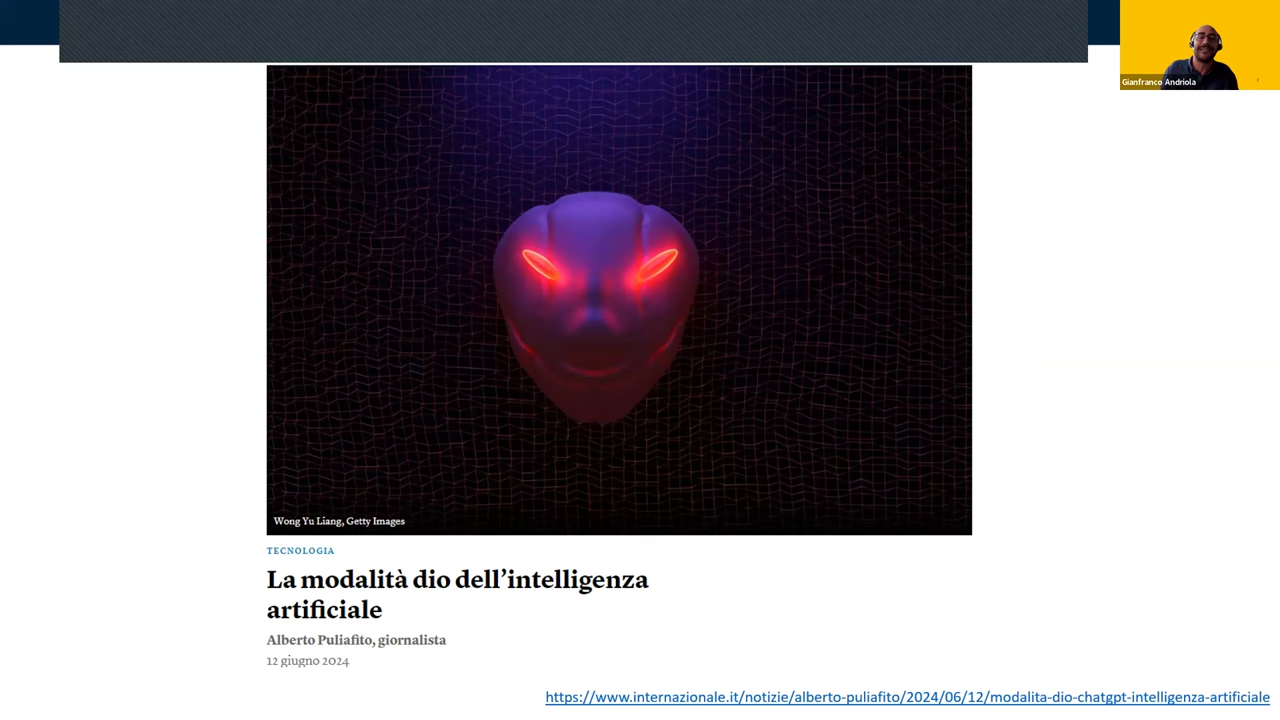 Gianfranco Andriola
Wong Yu Liang, Getty Images
TECNOLOGIA
La modalità dio dell’intelligenza
artificiale
Alberto Puliafito, giornalista
12 giugno 2024
https://www.internazionale.it/notizie/alberto-puliafito/2024/06/12/modalita-dio-chatgpt-intelligenza-artificiale